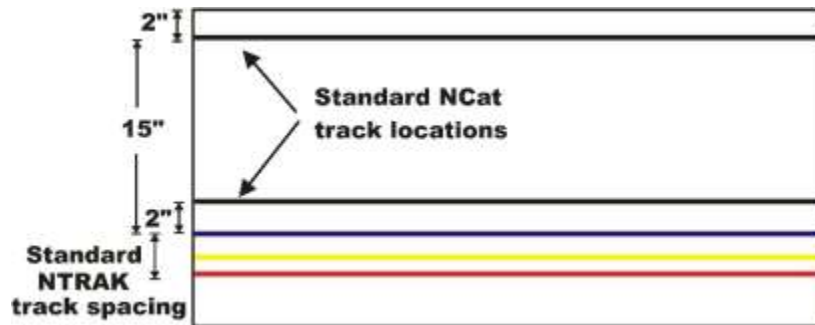 2"
Standard NCat
track locations
15"
2"
Standard
NTRAK
track spacing